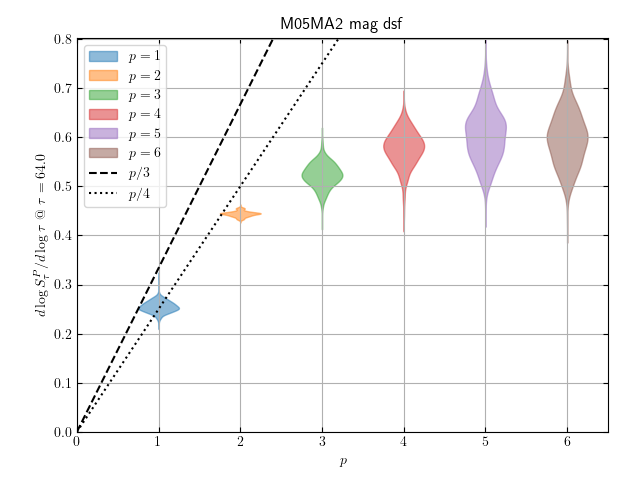 M05MA2 mag dsf
d log S_τ^P / d log τ @ τ = 64.0
0.8
0.7
0.6
0.5
0.4
0.3
0.2
0.1
0.0
p = 1
p = 2
p = 3
p = 4
p = 5
p = 6
p/3
p/4
0 1 2 3 4 5 6
p